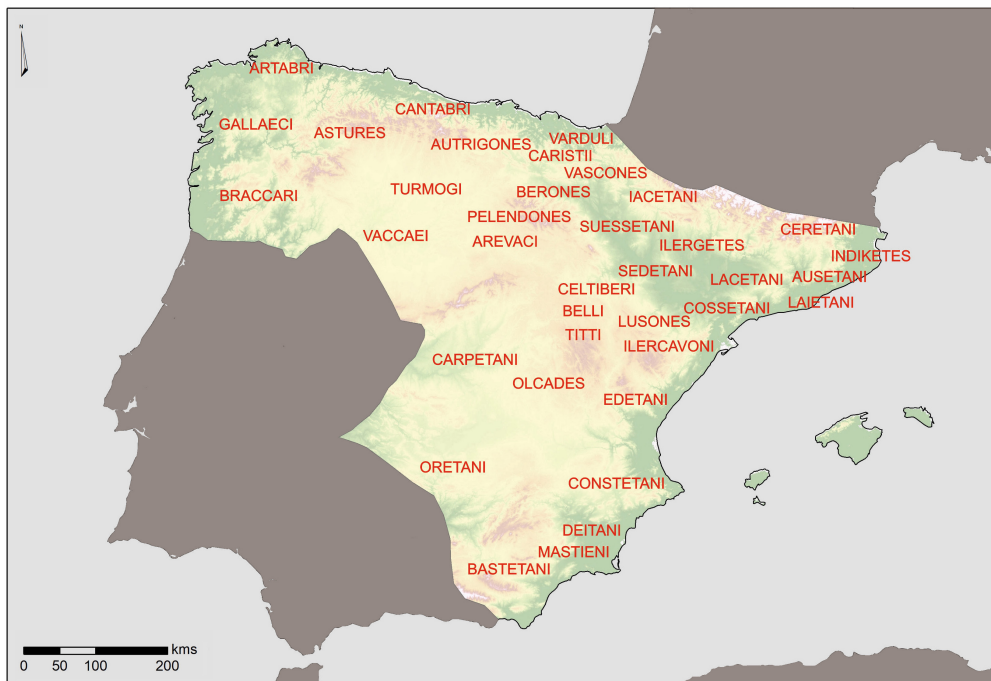 N
ARTABRI
CANTABRI
GALLAECI
ASTURES
AUTRIGONES
VARDULI
CARISTII
VASCONES
BRACCARI
TURMOGI
BERONES
IACETANI
PELENDONES
SUESSETANI
CERETANI
VACCAEI
AREVACI
ILERGETES
INDIKETES
SEDETANI
LACETANI
AUSETANI
CELTIBERI
BELLI
COSSETANI
LAIETANI
LUSONES
TITTI
ILERCAVONI
CARPETANI
OLCADES
EDETANI
ORETANI
CONSTETANI
DEITANI
MASTIENI
BASTETANI
kms
0 50 100 200